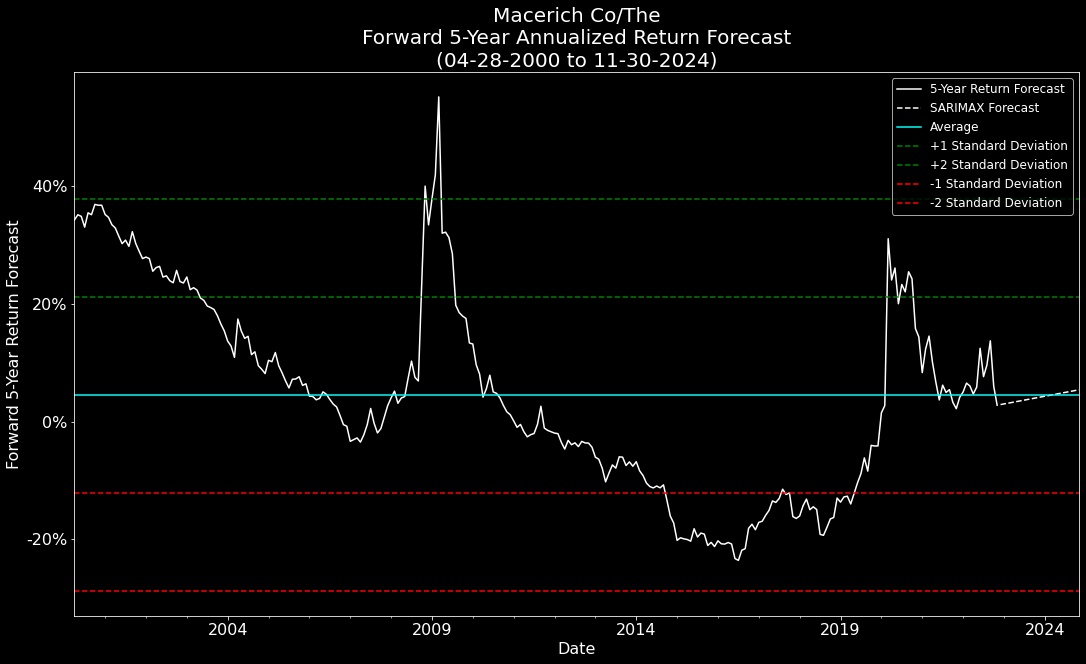 Macerich Co/The
Forward 5-Year Annualized Return Forecast
(04-28-2000 to 11-30-2024)
5-Year Return Forecast
SARIMAX Forecast
Average
+1 Standard Deviation
+2 Standard Deviation
-1 Standard Deviation
-2 Standard Deviation
Forward 5-Year Return Forecast
40%
20%
0%
-20%
2004
2009
2014
2019
2024
Date